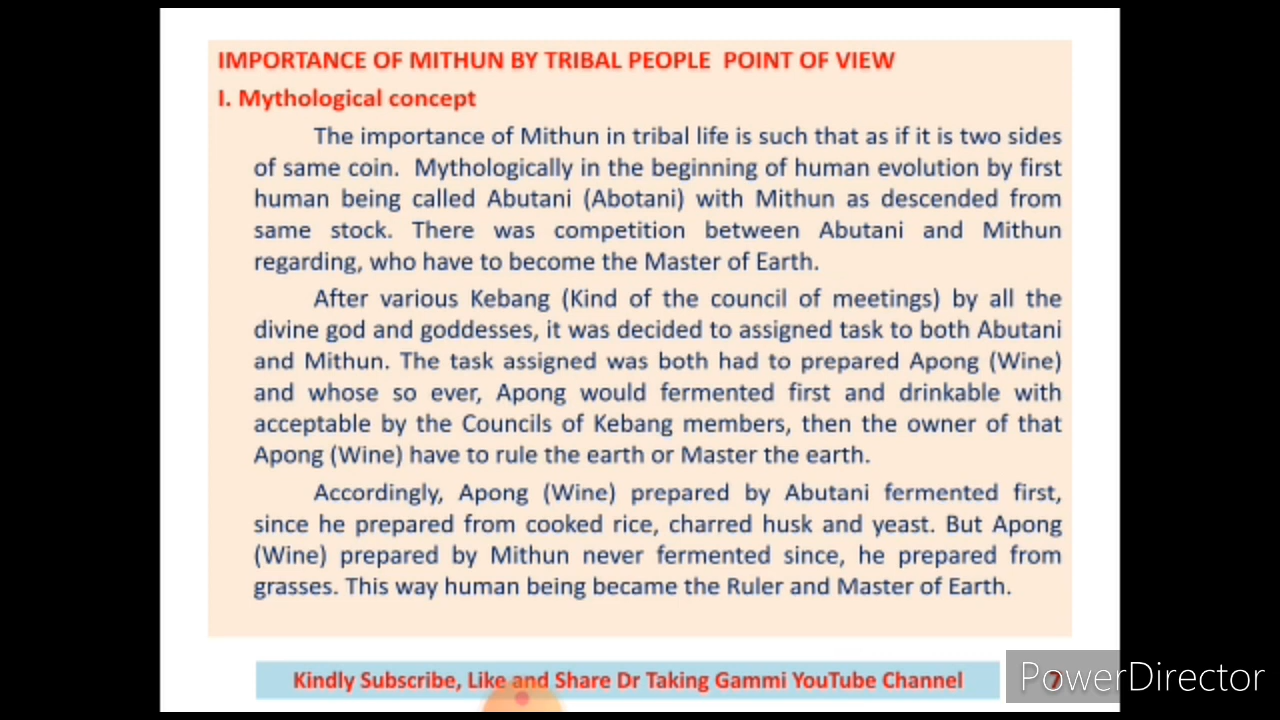 IMPORTANCE OF MITHUN BY TRIBAL PEOPLE  POINT OF VIEW
I. Mythological concept
The importance of Mithun in tribal life is such that as if it is two sides
of same coin.  Mythologically in the beginning of human evolution by first
human being called Abutani (Abotani) with Mithun as descended from
same stock. There was competition between Abutani and Mithun
regarding, who have to become the Master of Earth.
After various Kebang (Kind of the council of meetings) by all the
divine god and goddesses, it was decided to assigned task to both Abutani
and Mithun. The task assigned was both had to prepared Apong (Wine)
and whose so ever, Apong would fermented first and drinkable with
acceptable by the Councils of Kebang members, then the owner of that
Apong (Wine) have to rule the earth or Master the earth.
Accordingly, Apong (Wine) prepared by Abutani fermented first,
since he prepared from cooked rice, charred husk and yeast. But Apong
(Wine) prepared by Mithun never fermented since, he prepared from
grasses. This way human being became the Ruler and Master of Earth.
Kindly Subscribe, Like and Share Dr Taking Gammi YouTube Channel
7
PowerDirector